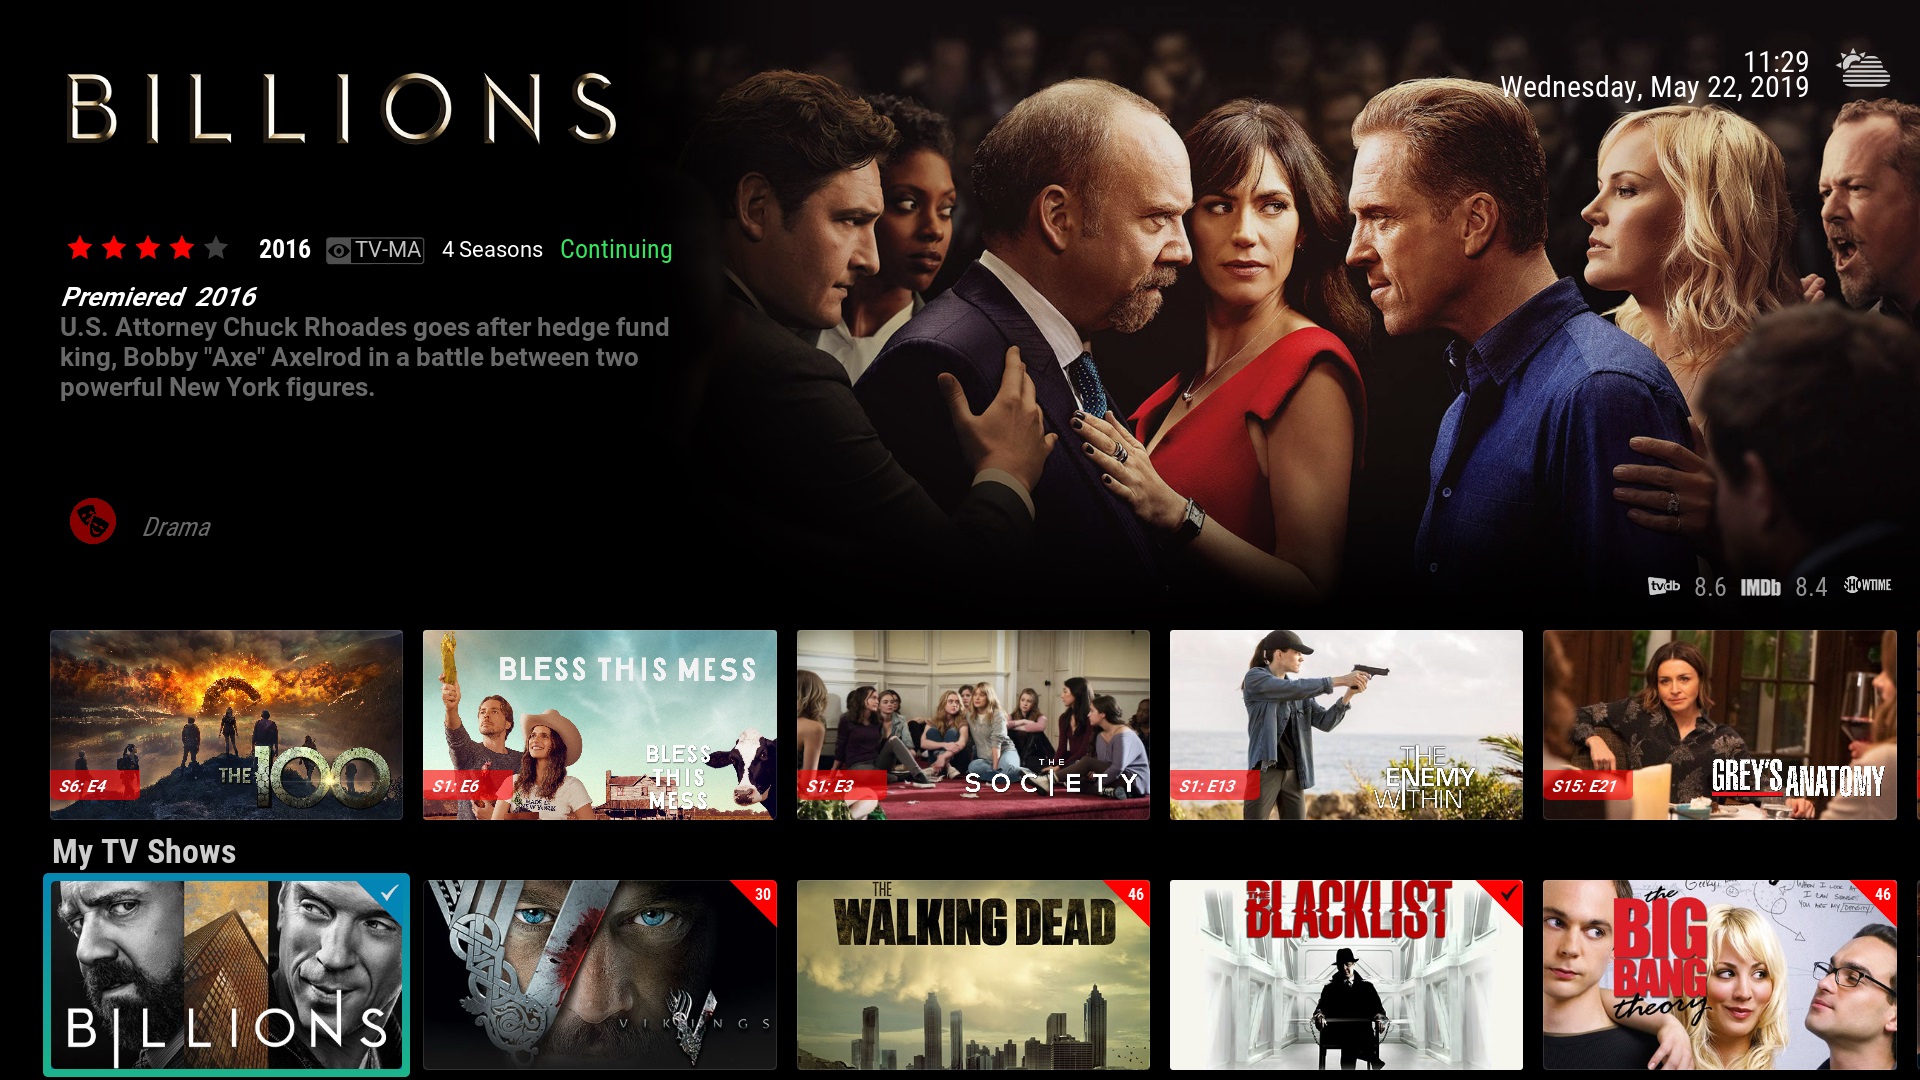 BILLIONS
11:29
Wednesday, May 22, 2019
2016 TV-MA 4 Seasons Continuing
Premiered 2016
U.S. Attorney Chuck Rhoades goes after hedge fund
king, Bobby "Axe" Axelrod in a battle between two
powerful New York figures.
Drama
tvdb 8.6 IMDb 8.4 SHOWTIME
S6: E4
THE 100
BLESS THIS MESS
S1: E6
BLESS
THIS
MESS
S1: E3
THE
SOCIETY
S1: E13
THE
ENEMY
WITHIN
S15: E21
GREY'S ANATOMY
My TV Shows
BILLIONS
30
VIKINGS
46
THE
WALKING DEAD
THE
BLACKLIST
46
the
BIG
BANG
theory